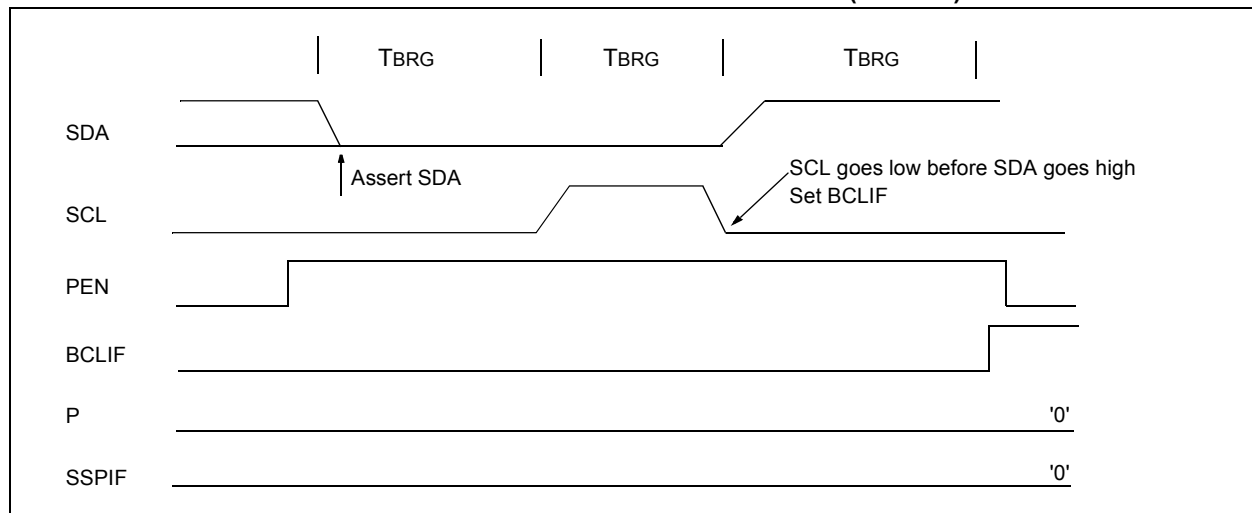 TBRG TBRG TBRG
SDA
Assert SDA
SCL goes low before SDA goes high
Set BCLIF
SCL
PEN
BCLIF
P '0'
SSPIF '0'